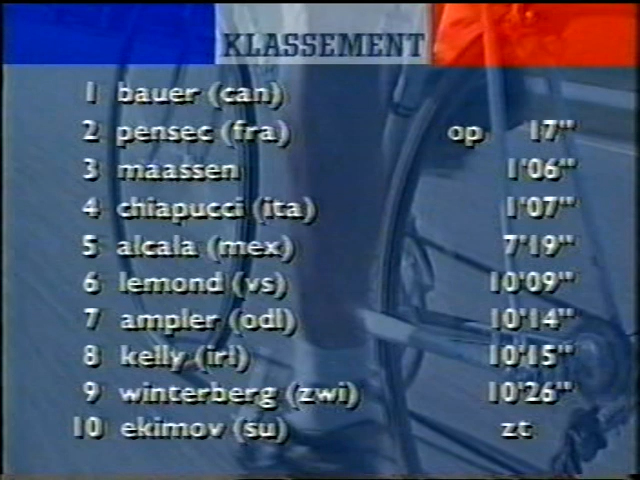 KLASSEMENT
1 bauer (can)
2 pensec (fra) op 17"
3 maassen 1'06"
4 chiapucci (ita) 1'07"
5 alcala (mex) 7'19"
6 lemond (vs) 10'09"
7 ampler (odl) 10'14"
8 kelly (irl) 10'15"
9 winterberg (zwi) 10'26"
10 ekimov (su) zt